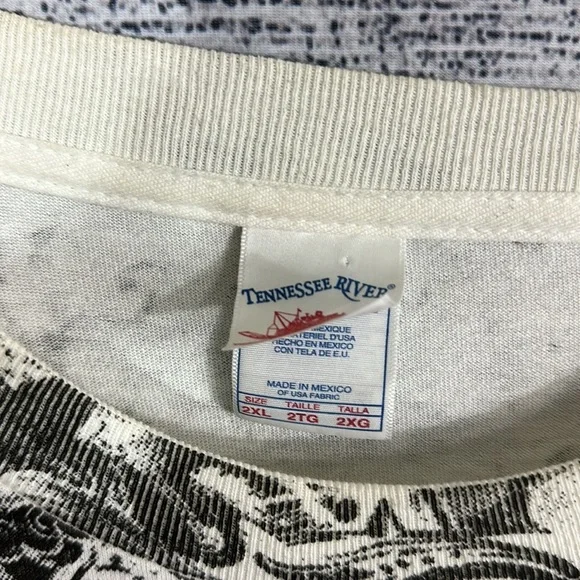 TENNESSEE RIVER®
MEXIQUE
MATERIEL D'USA
HECHO EN MEXICO
CON TELA DE E.U.
MADE IN MEXICO
OF USA FABRIC
SIZE TAILLE TALLA
2XL 2TG 2XG